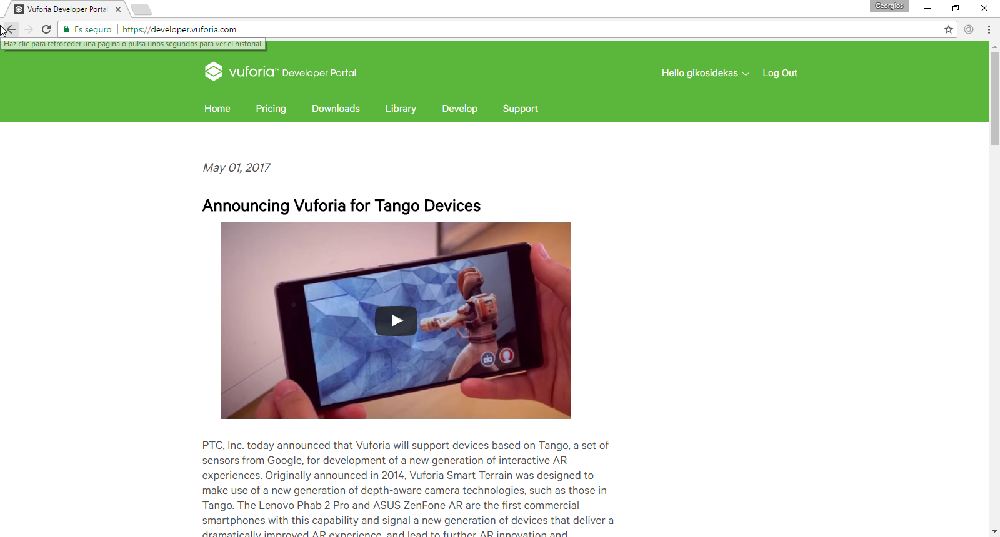 Vuforia Developer Portal
Georgios
Es seguro
https://developer.vuforia.com
Haz clic para retroceder una página o pulsa unos segundos para ver el historial
vuforia™ Developer Portal
Hello gikosidekas
Log Out
Home Pricing Downloads Library Develop Support
May 01, 2017
Announcing Vuforia for Tango Devices
PTC, Inc. today announced that Vuforia will support devices based on Tango, a set of
sensors from Google, for development of a new generation of interactive AR
experiences. Originally announced in 2014, Vuforia Smart Terrain was designed to
make use of a new generation of depth-aware camera technologies, such as those in
Tango. The Lenovo Phab 2 Pro and ASUS ZenFone AR are the first commercial
smartphones with this capability and signal a new generation of devices that deliver a
dramatically improved AR experience, and lead to further AR innovation and